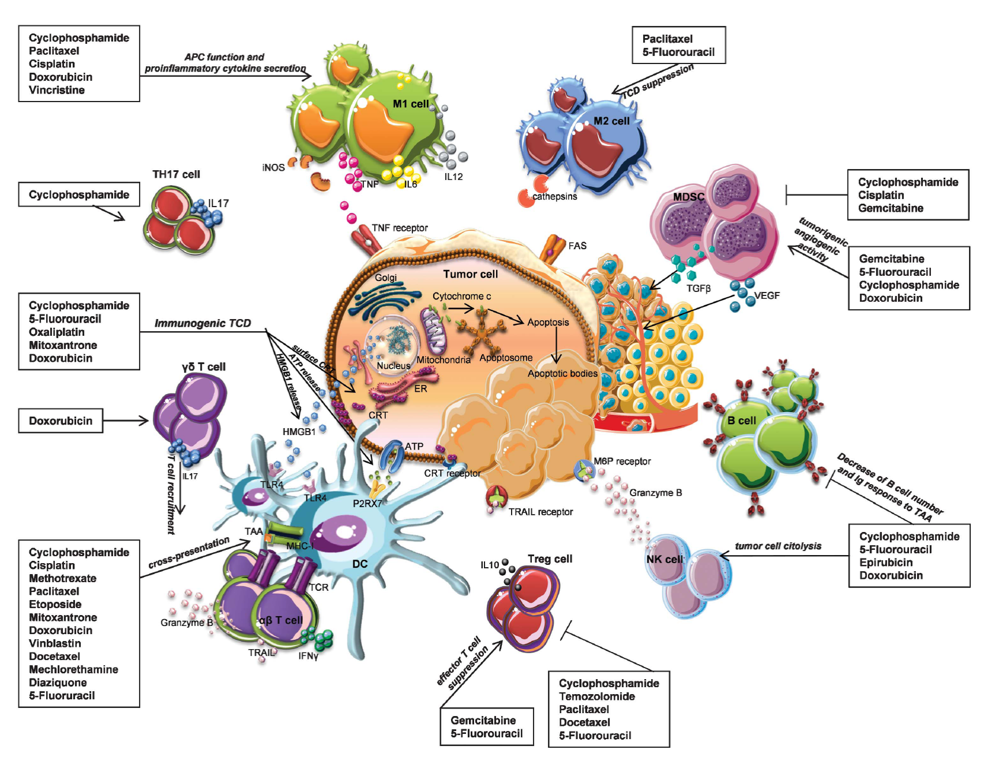 Cyclophosphamide
Paclitaxel
Cisplatin
Doxorubicin
Vincristine
APC function and
proinflammatory cytokine secretion
M1 cell
iNOS
TNF
IL6
IL12
Paclitaxel
5-Fluorouracil
TCD suppression
M2 cell
cathepsins
Cyclophosphamide
TH17 cell
IL17
TNF receptor
FAS
MDSC
TGFβ
VEGF
Cyclophosphamide
Cisplatin
Gemcitabine
tumorigenic
angiogenic
activity
Gemcitabine
5-Fluorouracil
Cyclophosphamide
Doxorubicin
Tumor cell
Golgi
Cytochrome c
Apoptosis
Nucleus
Mitochondria
Apoptosome
Apoptotic bodies
ER
CRT
Cyclophosphamide
5-Fluorouracil
Oxaliplatin
Mitoxantrone
Doxorubicin
Immunogenic TCD
surface CRT
ATP release
HMGB1 release
HMGB1
γδ T cell
Doxorubicin
IL17
T cell recruitment
ATP
CRT receptor
TLR4
TLR4
P2RX7
M6P receptor
Granzyme B
TRAIL receptor
B cell
Decrease of B cell number
and Ig response to TAA
Cyclophosphamide
5-Fluorouracil
Epirubicin
Doxorubicin
tumor cell citolysis
NK cell
TAA
MHC-I
DC
TCR
cross-presentation
Cyclophosphamide
Cisplatin
Methotrexate
Paclitaxel
Etoposide
Mitoxantrone
Doxorubicin
Vinblastin
Docetaxel
Mechlorethamine
Diaziquone
5-Fluoruracil
Granzyme B
αβ T cell
TRAIL
IFNγ
IL10
Treg cell
effector T cell
suppression
Gemcitabine
5-Fluorouracil
Cyclophosphamide
Temozolomide
Paclitaxel
Docetaxel
5-Fluorouracil